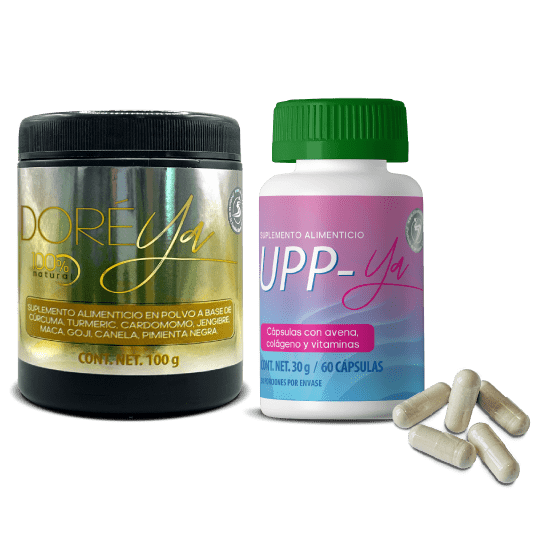 DORÉ Ya
100%
natural
SUPLEMENTO ALIMENTICIO EN POLVO A BASE DE
CÚRCUMA, TURMERIC, CARDOMOMO, JENGIBRE,
MACA, GOJI, CANELA, PIMIENTA NEGRA.
CONT. NET. 100 g
SUPLEMENTO ALIMENTICIO
UPP-Ya
Cápsulas con avena,
colágeno y vitaminas
CONT. NET. 30 g / 60 CÁPSULAS
PORCIONES POR ENVASE